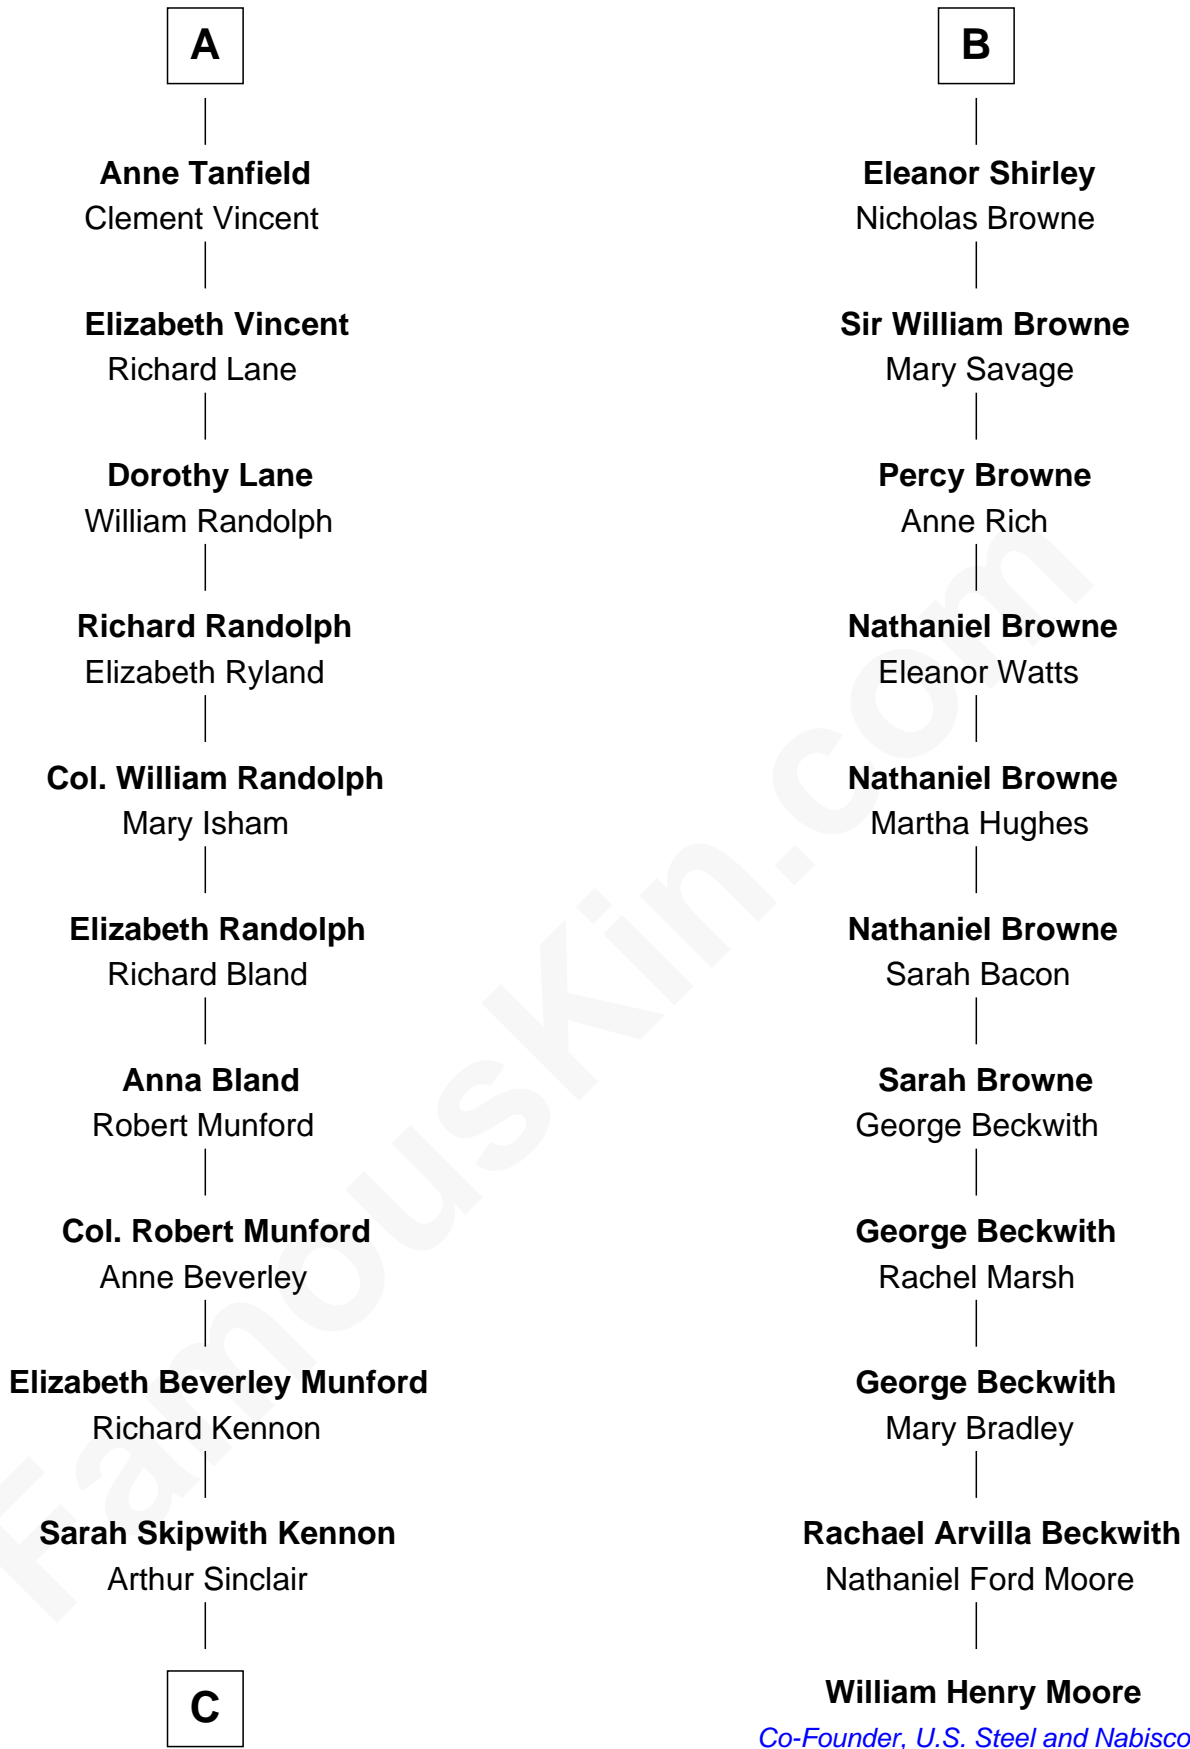 A
Anne Tanfield
Clement Vincent
Elizabeth Vincent
Richard Lane
Dorothy Lane
William Randolph
Richard Randolph
Elizabeth Ryland
Col. William Randolph
Mary Isham
Elizabeth Randolph
Richard Bland
Anna Bland
Robert Munford
Col. Robert Munford
Anne Beverley
Elizabeth Beverley Munford
Richard Kennon
Sarah Skipwith Kennon
Arthur Sinclair
C
B
Eleanor Shirley
Nicholas Browne
Sir William Browne
Mary Savage
Percy Browne
Anne Rich
Nathaniel Browne
Eleanor Watts
Nathaniel Browne
Martha Hughes
Nathaniel Browne
Sarah Bacon
Sarah Browne
George Beckwith
George Beckwith
Rachel Marsh
George Beckwith
Mary Bradley
Rachael Arvilla Beckwith
Nathaniel Ford Moore
William Henry Moore
Co-Founder, U.S. Steel and Nabisco
FamousKin.com